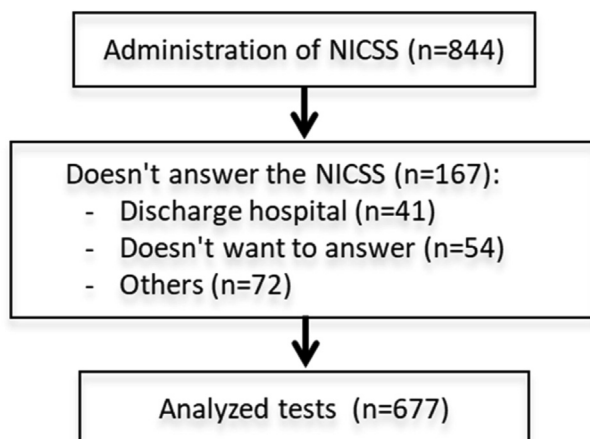 Administration of NICSS (n=844)
Doesn't answer the NICSS (n=167):
- Discharge hospital (n=41)
- Doesn't want to answer (n=54)
- Others (n=72)
Analyzed tests (n=677)